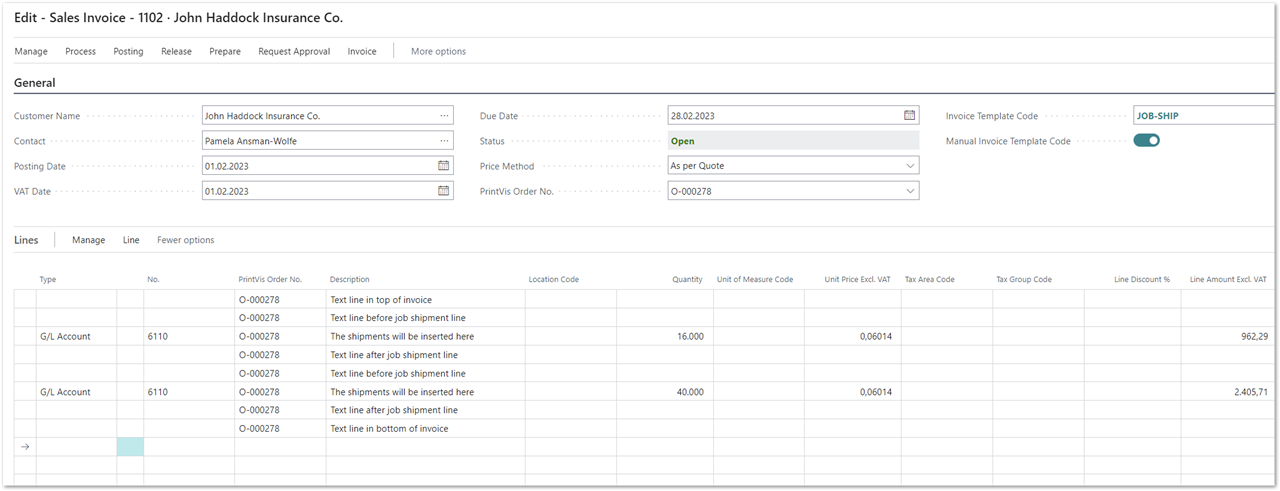 Edit - Sales Invoice - 1102 · John Haddock Insurance Co.
Manage Process Posting Release Prepare Request Approval Invoice More options
General
Customer Name John Haddock Insurance Co. ... Due Date 28.02.2023 Invoice Template Code JOB-SHIP
Contact Pamela Ansman-Wolfe ... Status Open Manual Invoice Template Code
Posting Date 01.02.2023 Price Method As per Quote
VAT Date 01.02.2023 PrintVis Order No. O-000278
Lines Manage Line Fewer options
Type No. PrintVis Order No. Description Location Code Quantity Unit of Measure Code Unit Price Excl. VAT Tax Area Code Tax Group Code Line Discount % Line Amount Excl. VAT
O-000278 Text line in top of invoice
O-000278 Text line before job shipment line
G/L Account 6110 O-000278 The shipments will be inserted here 16.000 0,06014 962,29
O-000278 Text line after job shipment line
O-000278 Text line before job shipment line
G/L Account 6110 O-000278 The shipments will be inserted here 40.000 0,06014 2.405,71
O-000278 Text line after job shipment line
O-000278 Text line in bottom of invoice